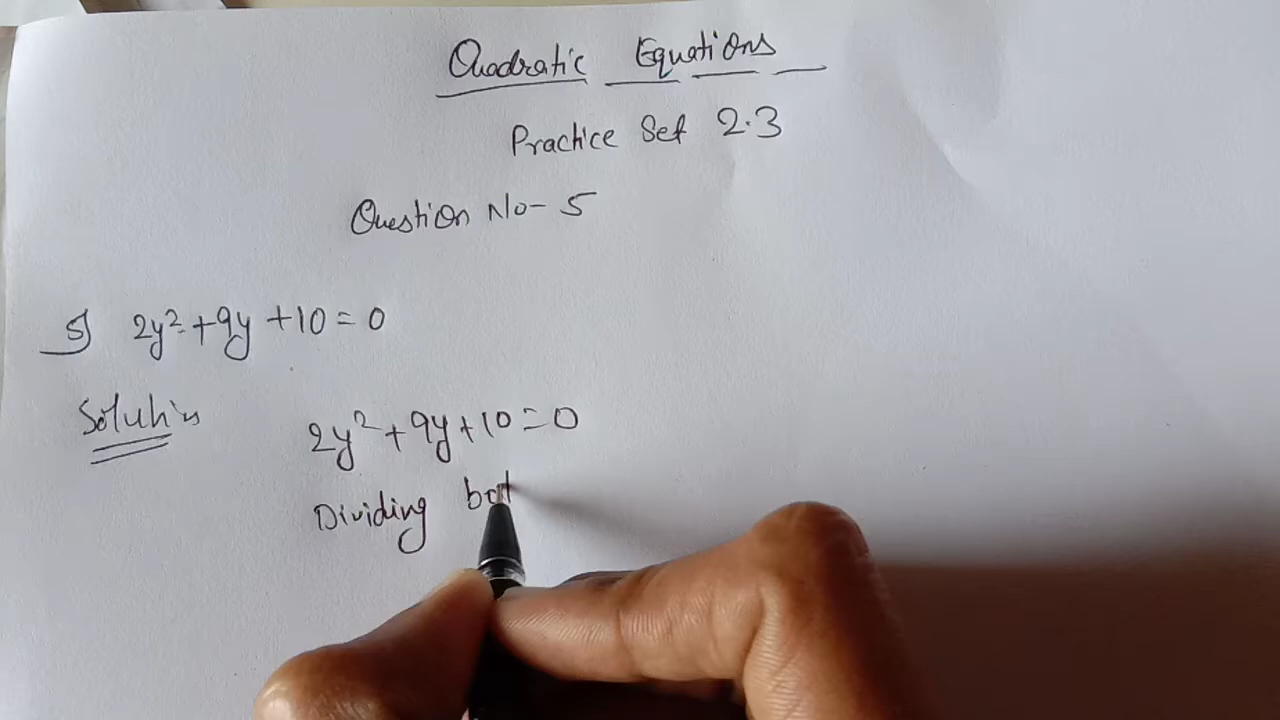 Quadratic Equations
Practice Set 2.3
Question No- 5
5) 2y²+9y+10=0
Solution
2y²+9y+10=0
Dividing bot